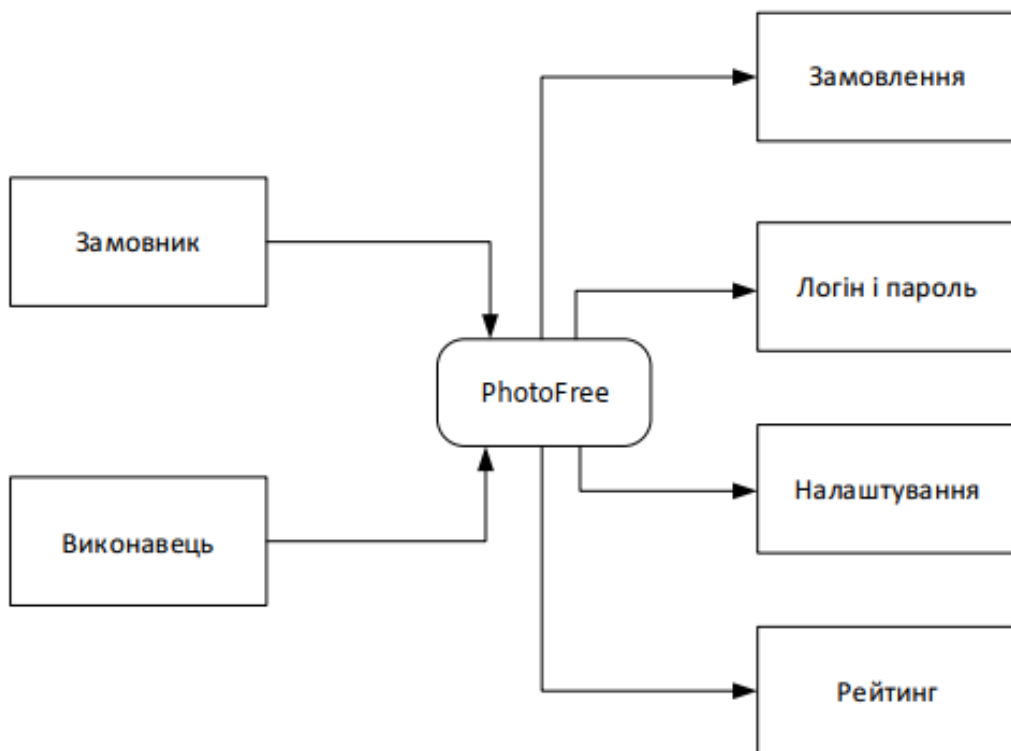 Замовлення
Замовник
Логін і пароль
PhotoFree
Налаштування
Виконавець
Рейтинг